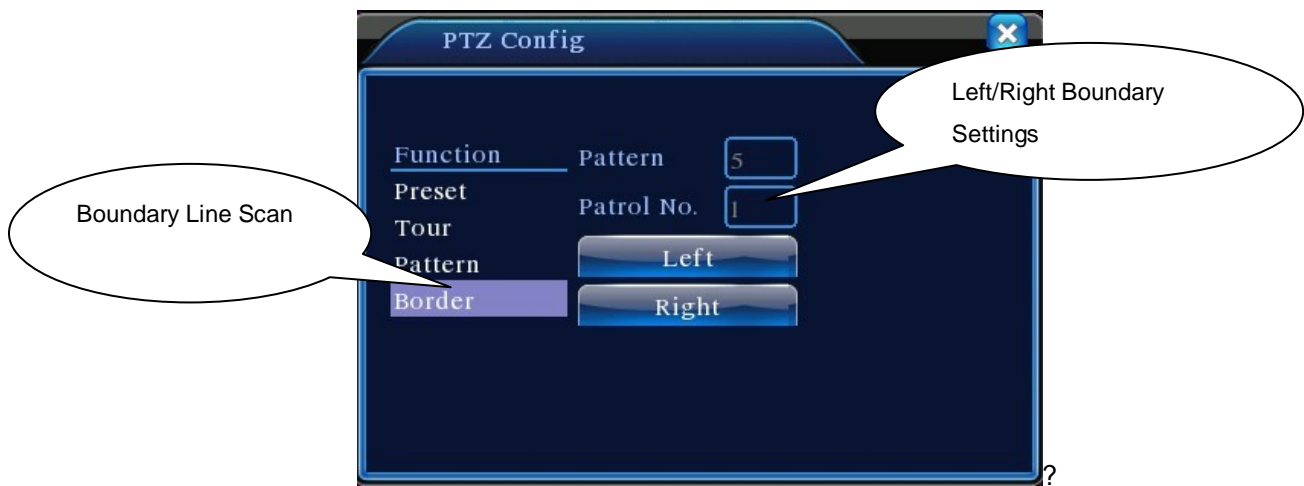 PTZ Config
Left/Right Boundary
Settings
Function
Pattern
5
Preset
Patrol No.
1
Boundary Line Scan
Tour
Left
Pattern
Border
Right
?